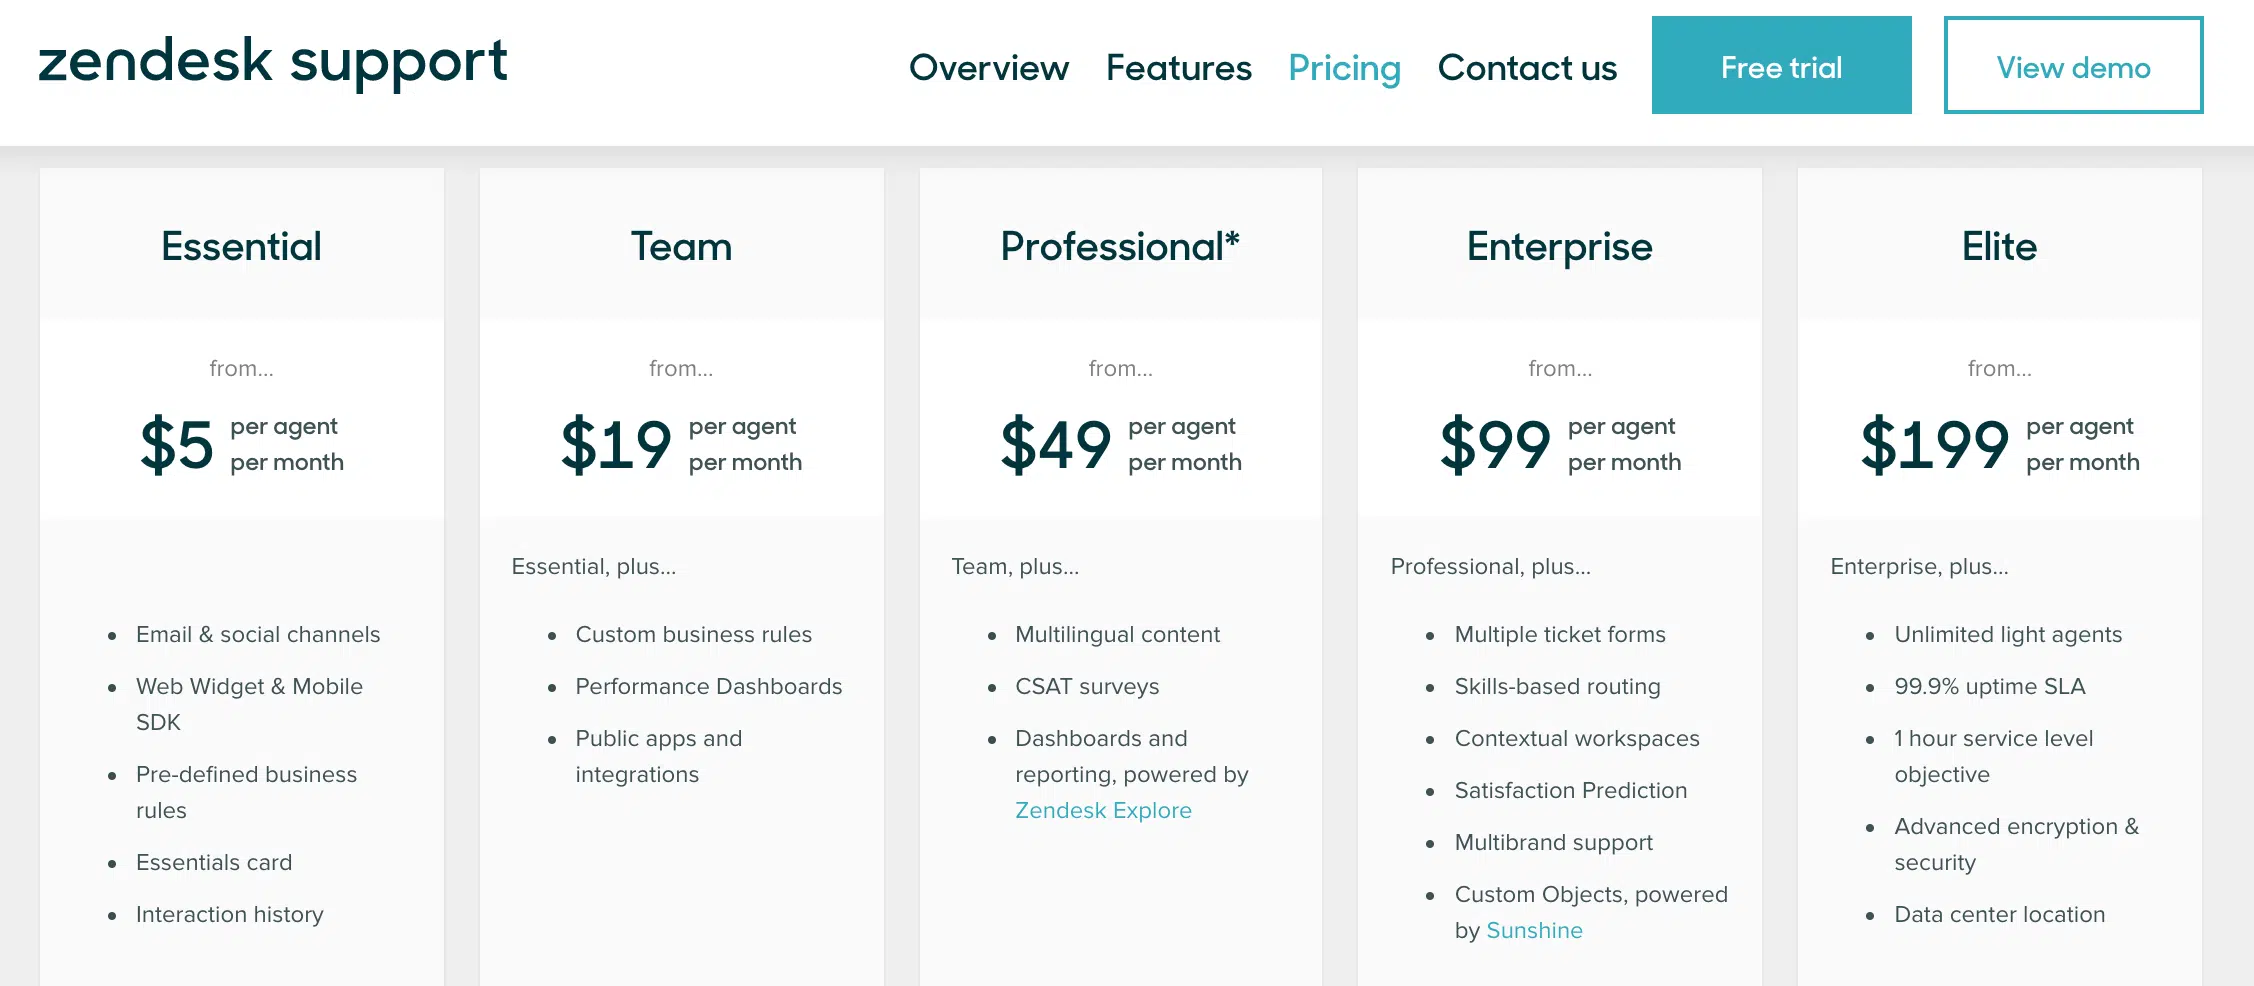 zendesk support
Overview Features Pricing Contact us Free trial View demo
Essential
from...
$5 per agent
per month
Email & social channels
Web Widget & Mobile
SDK
Pre-defined business
rules
Essentials card
Interaction history
Team
from...
$19 per agent
per month
Essential, plus...
Custom business rules
Performance Dashboards
Public apps and
integrations
Professional*
from...
$49 per agent
per month
Team, plus...
Multilingual content
CSAT surveys
Dashboards and
reporting, powered by
Zendesk Explore
Enterprise
from...
$99 per agent
per month
Professional, plus...
Multiple ticket forms
Skills-based routing
Contextual workspaces
Satisfaction Prediction
Multibrand support
Custom Objects, powered
by Sunshine
Elite
from...
$199 per agent
per month
Enterprise, plus...
Unlimited light agents
99.9% uptime SLA
1 hour service level
objective
Advanced encryption &
security
Data center location